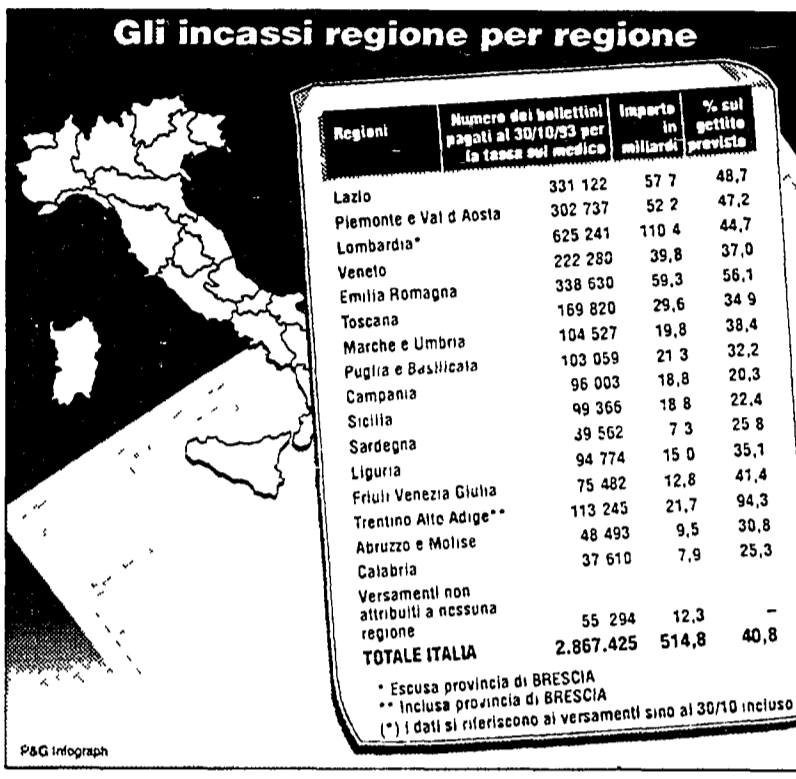 Gli incassi regione per regione
Regioni Numero dei bollettini pagati al 30/10/93 per la tassa sul medico Importo in miliardi % sul gettito previsto
Lazio 331 122 57 7 48,7
Piemonte e Val d Aosta 302 737 52 2 47,2
Lombardia* 625 241 110 4 44,7
Veneto 222 280 39,8 37,0
Emilia Romagna 338 630 59,3 56,1
Toscana 169 820 29,6 34 9
Marche e Umbria 104 527 19,8 38,4
Puglia e Basilicata 103 059 21 3 32,2
Campania 96 003 18,8 20,3
Sicilia 99 366 18 8 22,4
Sardegna 39 562 7 3 25 8
Liguria 94 774 15 0 35,1
Friuli Venezia Giulia 75 482 12,8 41,4
Trentino Alto Adige** 113 245 21,7 94,3
Abruzzo e Molise 48 493 9,5 30,8
Calabria 37 610 7,9 25,3
Versamenti non
attribuiti a nessuna
regione 55 294 12,3 –
TOTALE ITALIA 2.867.425 514,8 40,8
* Escusa provincia di BRESCIA
** Inclusa provincia di BRESCIA
(*) I dati si riferiscono ai versamenti sino al 30/10 incluso
P&G Infograph